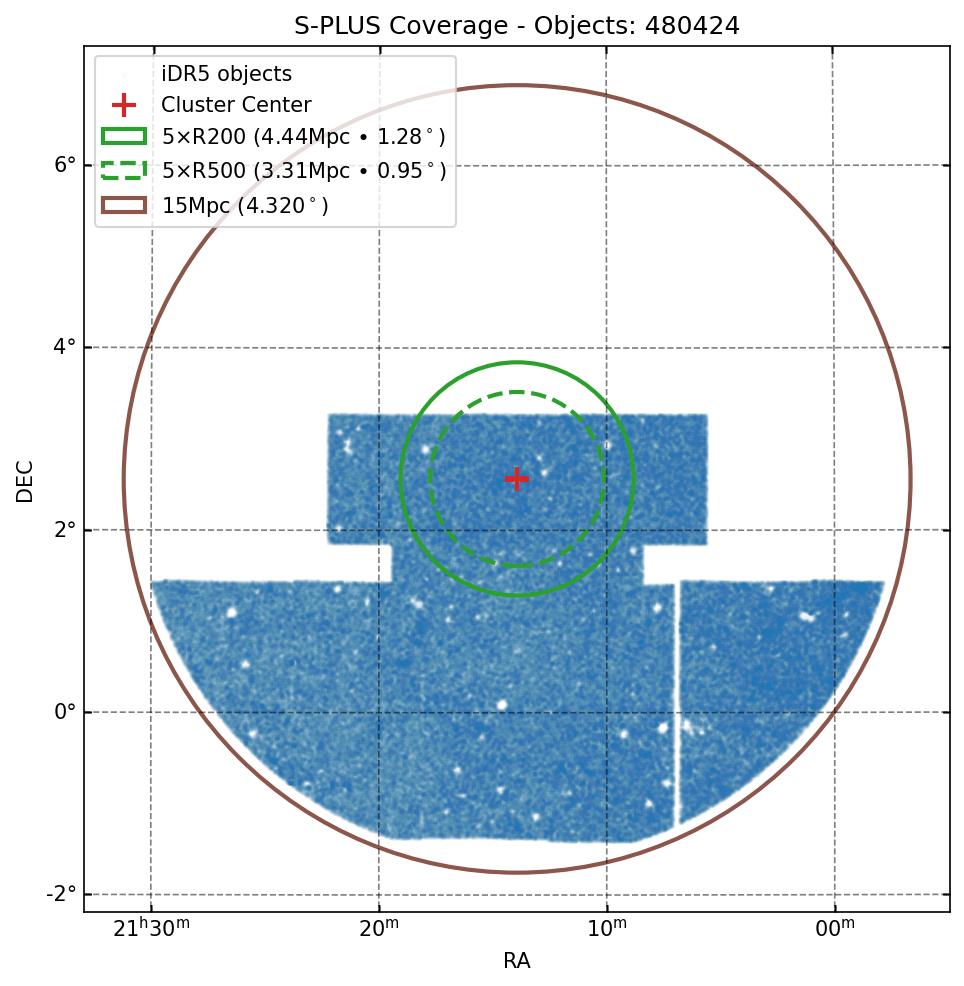 S-PLUS Coverage - Objects: 480424
iDR5 objects
Cluster Center
5×R200 (4.44Mpc • 1.28°)
5×R500 (3.31Mpc • 0.95°)
15Mpc (4.320°)
6°
4°
2°
0°
-2°
DEC
21ʰ30ᵐ
20ᵐ
10ᵐ
00ᵐ
RA